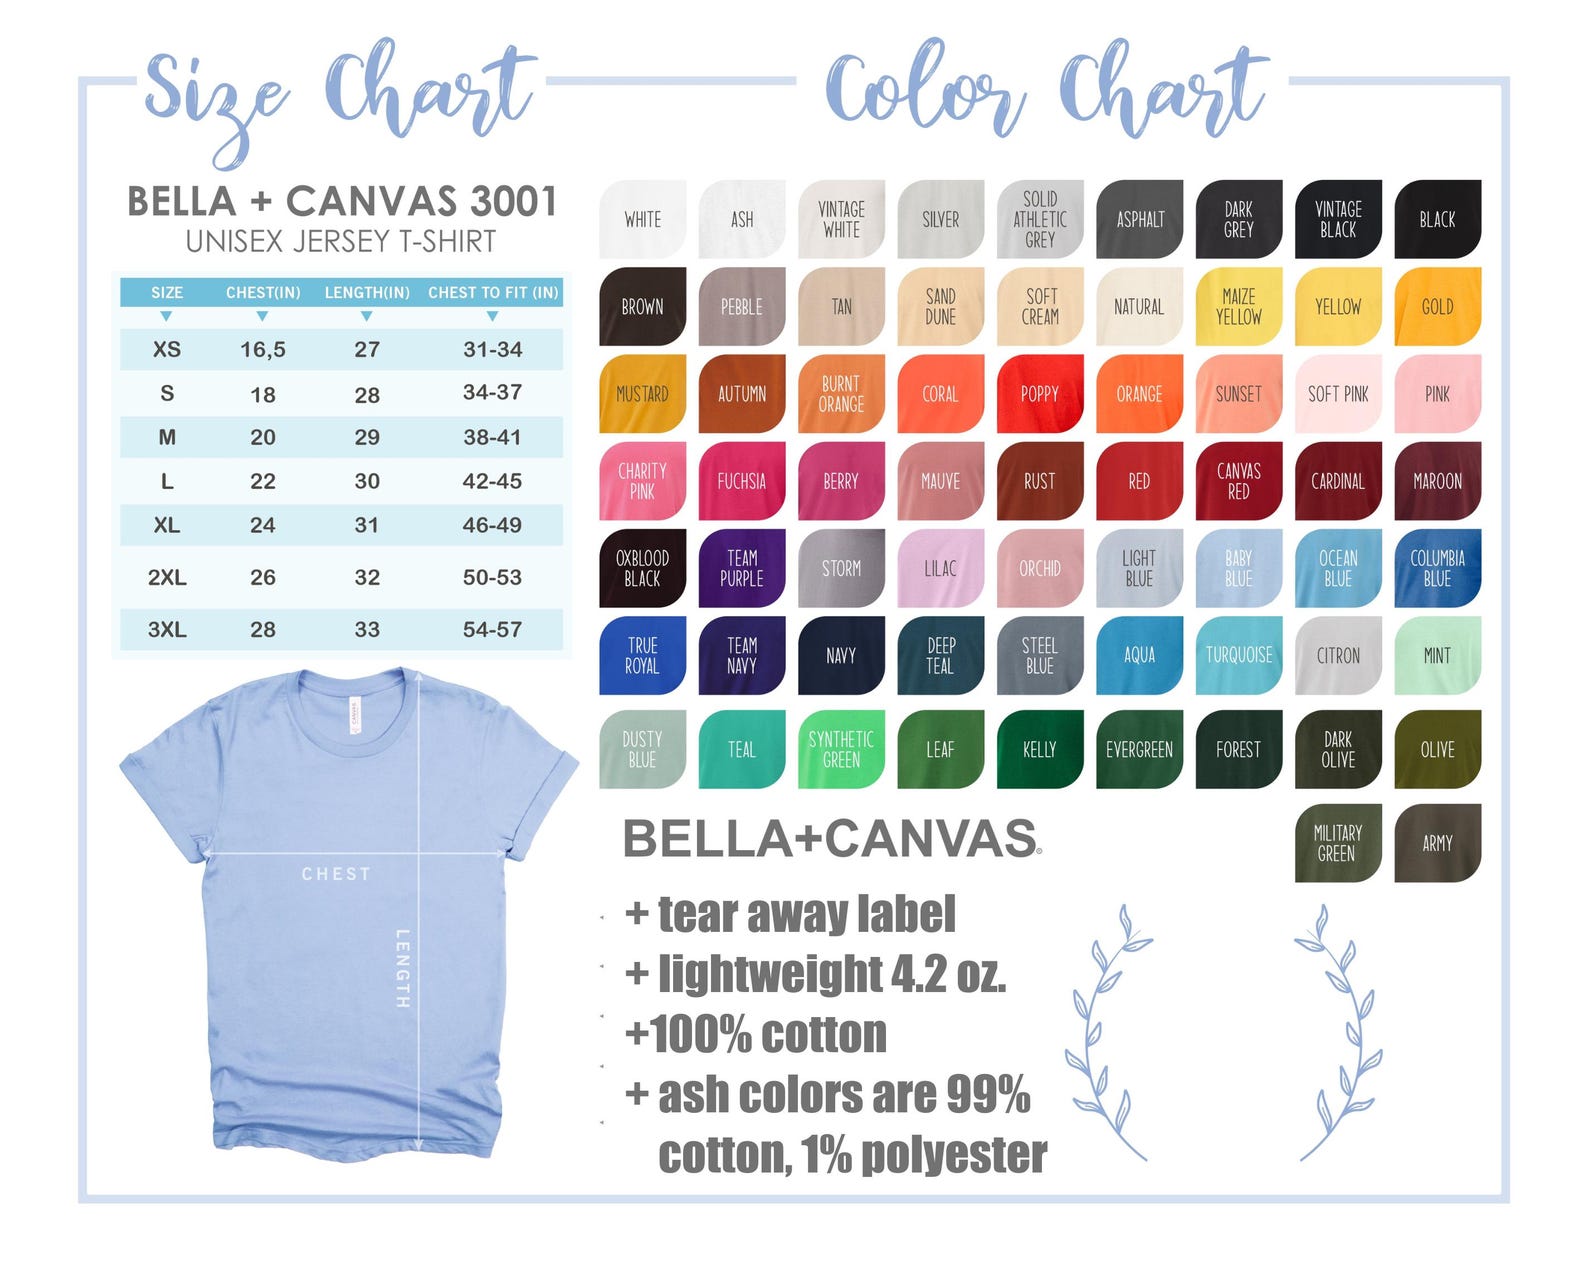 Size Chart
Color Chart
BELLA + CANVAS 3001
UNISEX JERSEY T-SHIRT
SIZE CHEST(IN) LENGTH(IN) CHEST TO FIT (IN)
XS 16,5 27 31-34
S 18 28 34-37
M 20 29 38-41
L 22 30 42-45
XL 24 31 46-49
2XL 26 32 50-53
3XL 28 33 54-57
CANVAS
CHEST
LENGTH
WHITE
ASH
VINTAGE
WHITE
SILVER
SOLID
ATHLETIC
GREY
ASPHALT
DARK
GREY
VINTAGE
BLACK
BLACK
BROWN
PEBBLE
TAN
SAND
DUNE
SOFT
CREAM
NATURAL
MAIZE
YELLOW
YELLOW
GOLD
MUSTARD
AUTUMN
BURNT
ORANGE
CORAL
POPPY
ORANGE
SUNSET
SOFT PINK
PINK
CHARITY
PINK
FUCHSIA
BERRY
MAUVE
RUST
RED
CANVAS
RED
CARDINAL
MAROON
OXBLOOD
BLACK
TEAM
PURPLE
STORM
LILAC
ORCHID
LIGHT
BLUE
BABY
BLUE
OCEAN
BLUE
COLUMBIA
BLUE
TRUE
ROYAL
TEAM
NAVY
NAVY
DEEP
TEAL
STEEL
BLUE
AQUA
TURQUOISE
CITRON
MINT
DUSTY
BLUE
TEAL
SYNTHETIC
GREEN
LEAF
KELLY
EVERGREEN
FOREST
DARK
OLIVE
OLIVE
MILITARY
GREEN
ARMY
BELLA+CANVAS®
+ tear away label
+ lightweight 4.2 oz.
+100% cotton
+ ash colors are 99%
cotton, 1% polyester